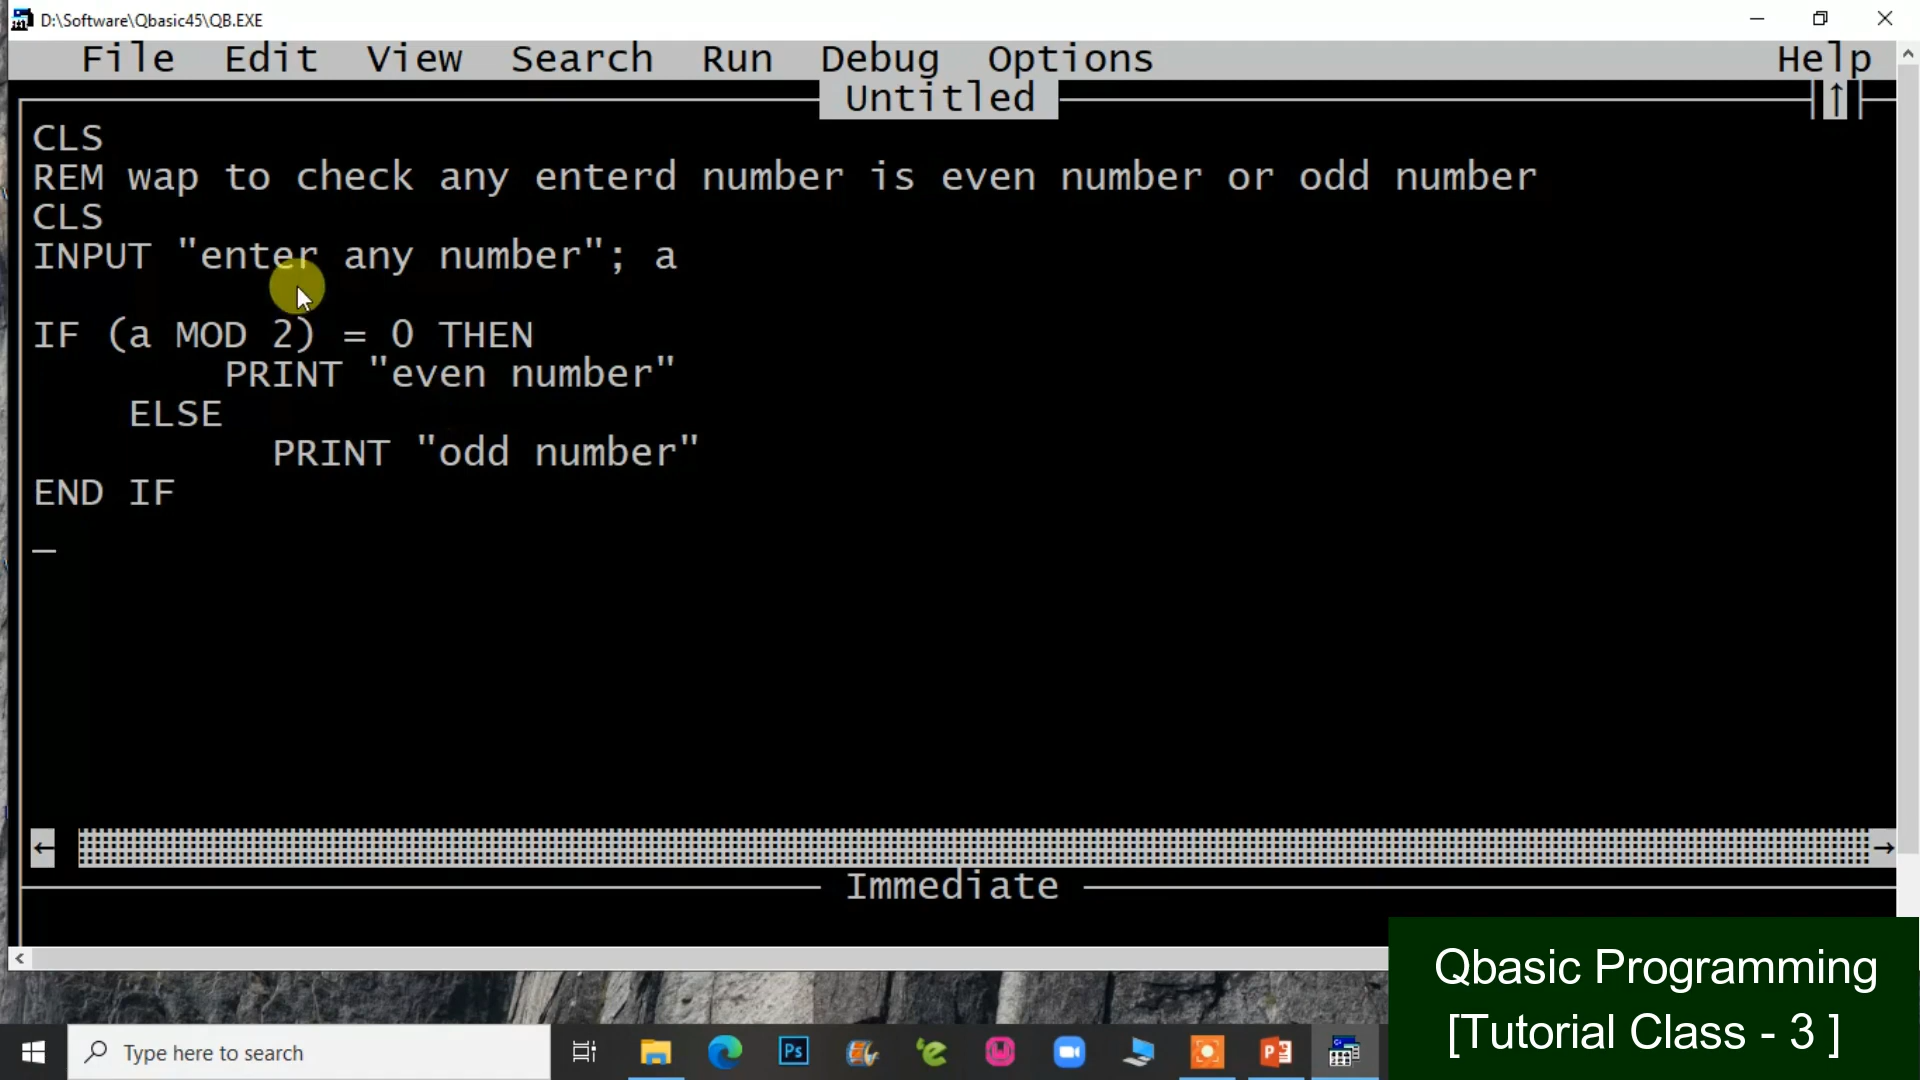 D:\Software\Qbasic45\QB.EXE
File Edit View Search Run Debug Options Help
Untitled
CLS
REM wap to check any enterd number is even number or odd number
CLS
INPUT "enter any number"; a
IF (a MOD 2) = 0 THEN
PRINT "even number"
ELSE
PRINT "odd number"
END IF
Immediate
Qbasic Programming
[Tutorial Class - 3 ]
Type here to search
Ps